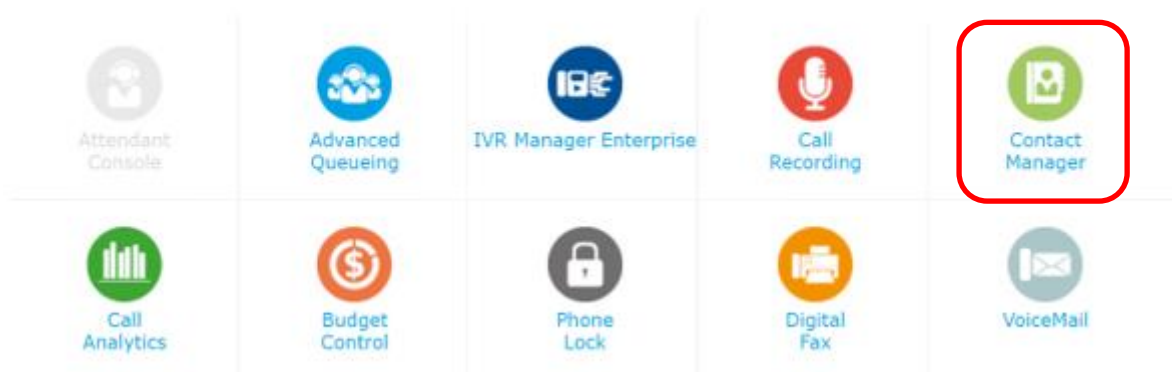 Attendant
Console
Advanced
Queueing
IVR Manager Enterprise
Call
Recording
Contact
Manager
Call
Analytics
Budget
Control
Phone
Lock
Digital
Fax
VoiceMail